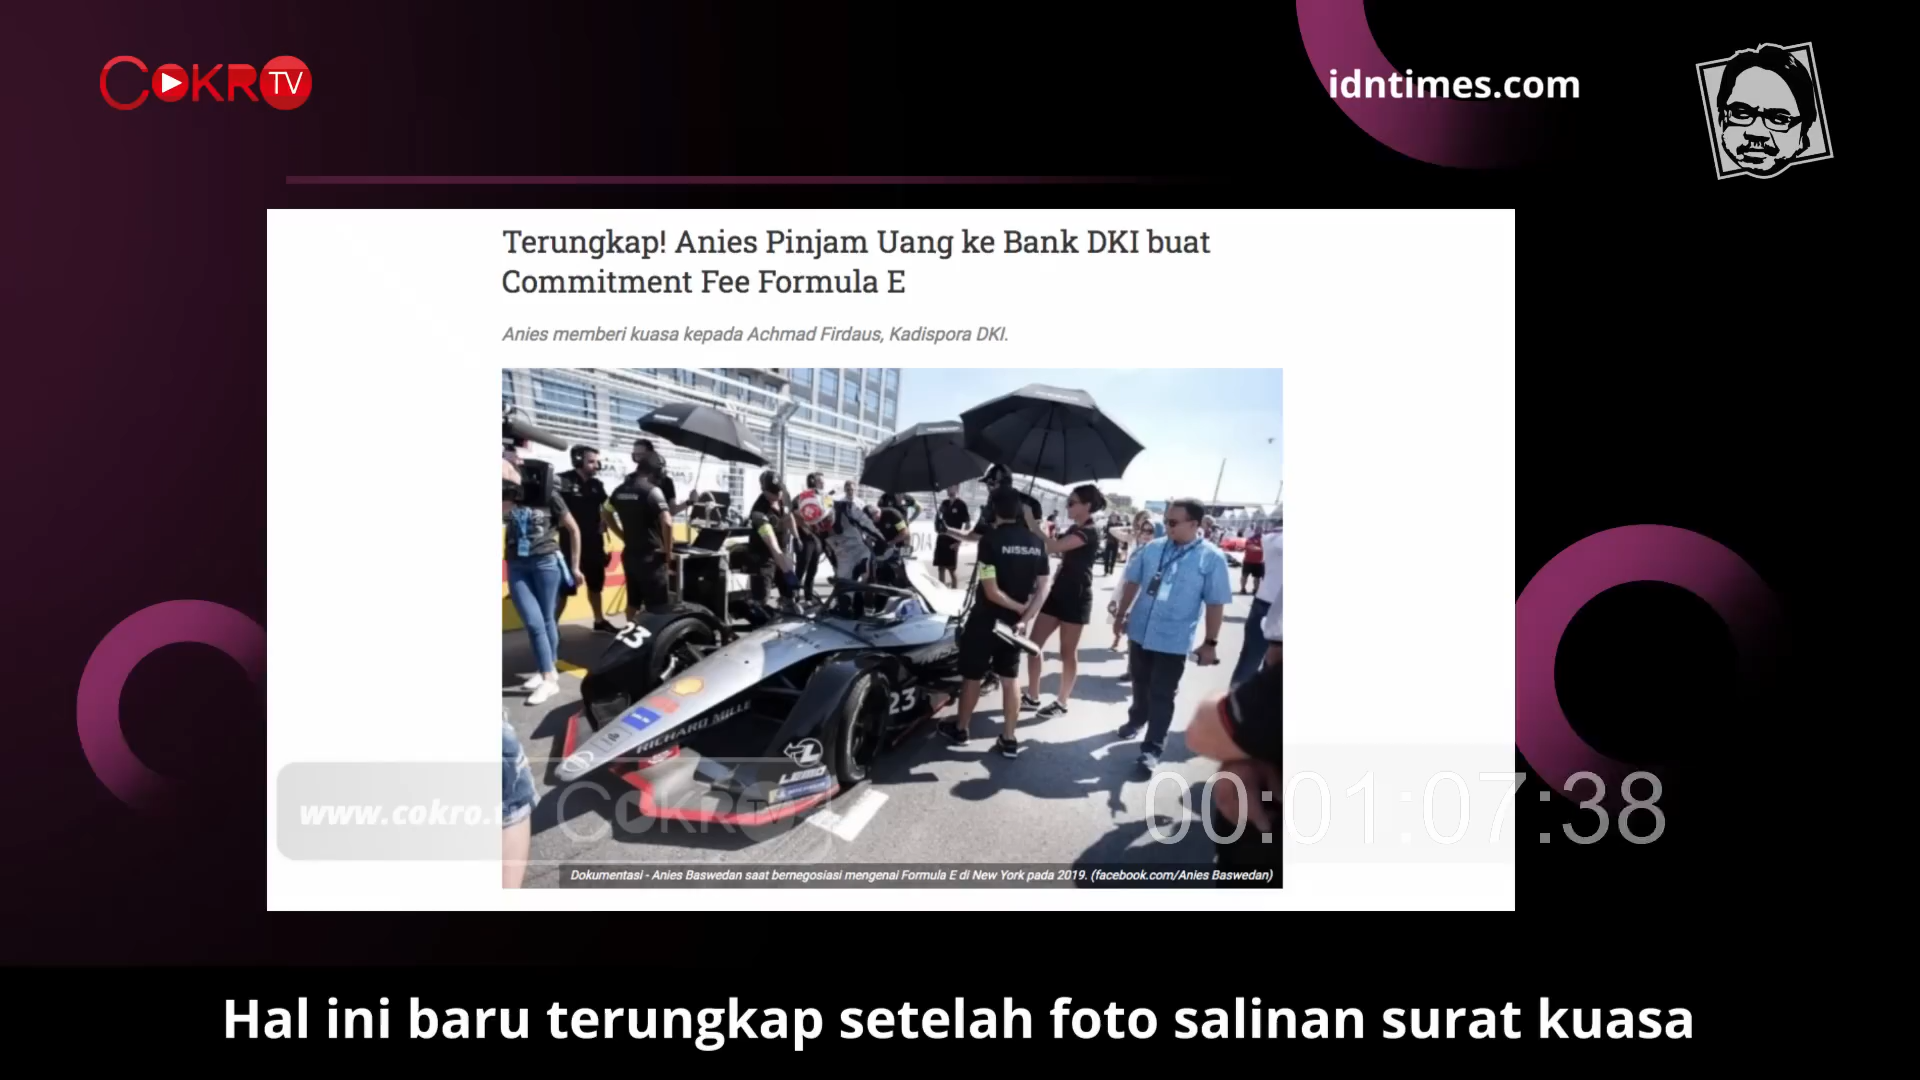 COKRO TV
idntimes.com
Terungkap! Anies Pinjam Uang ke Bank DKI buat
Commitment Fee Formula E
Anies memberi kuasa kepada Achmad Firdaus, Kadispora DKI.
NISSAN
23
23
RICHARD MILLE
www.cokro.tv
COKRO TV
00:01:07:38
Dokumentasi - Anies Baswedan saat bernegosiasi mengenai Formula E di New York pada 2019. (facebook.com/Anies Baswedan)
Hal ini baru terungkap setelah foto salinan surat kuasa